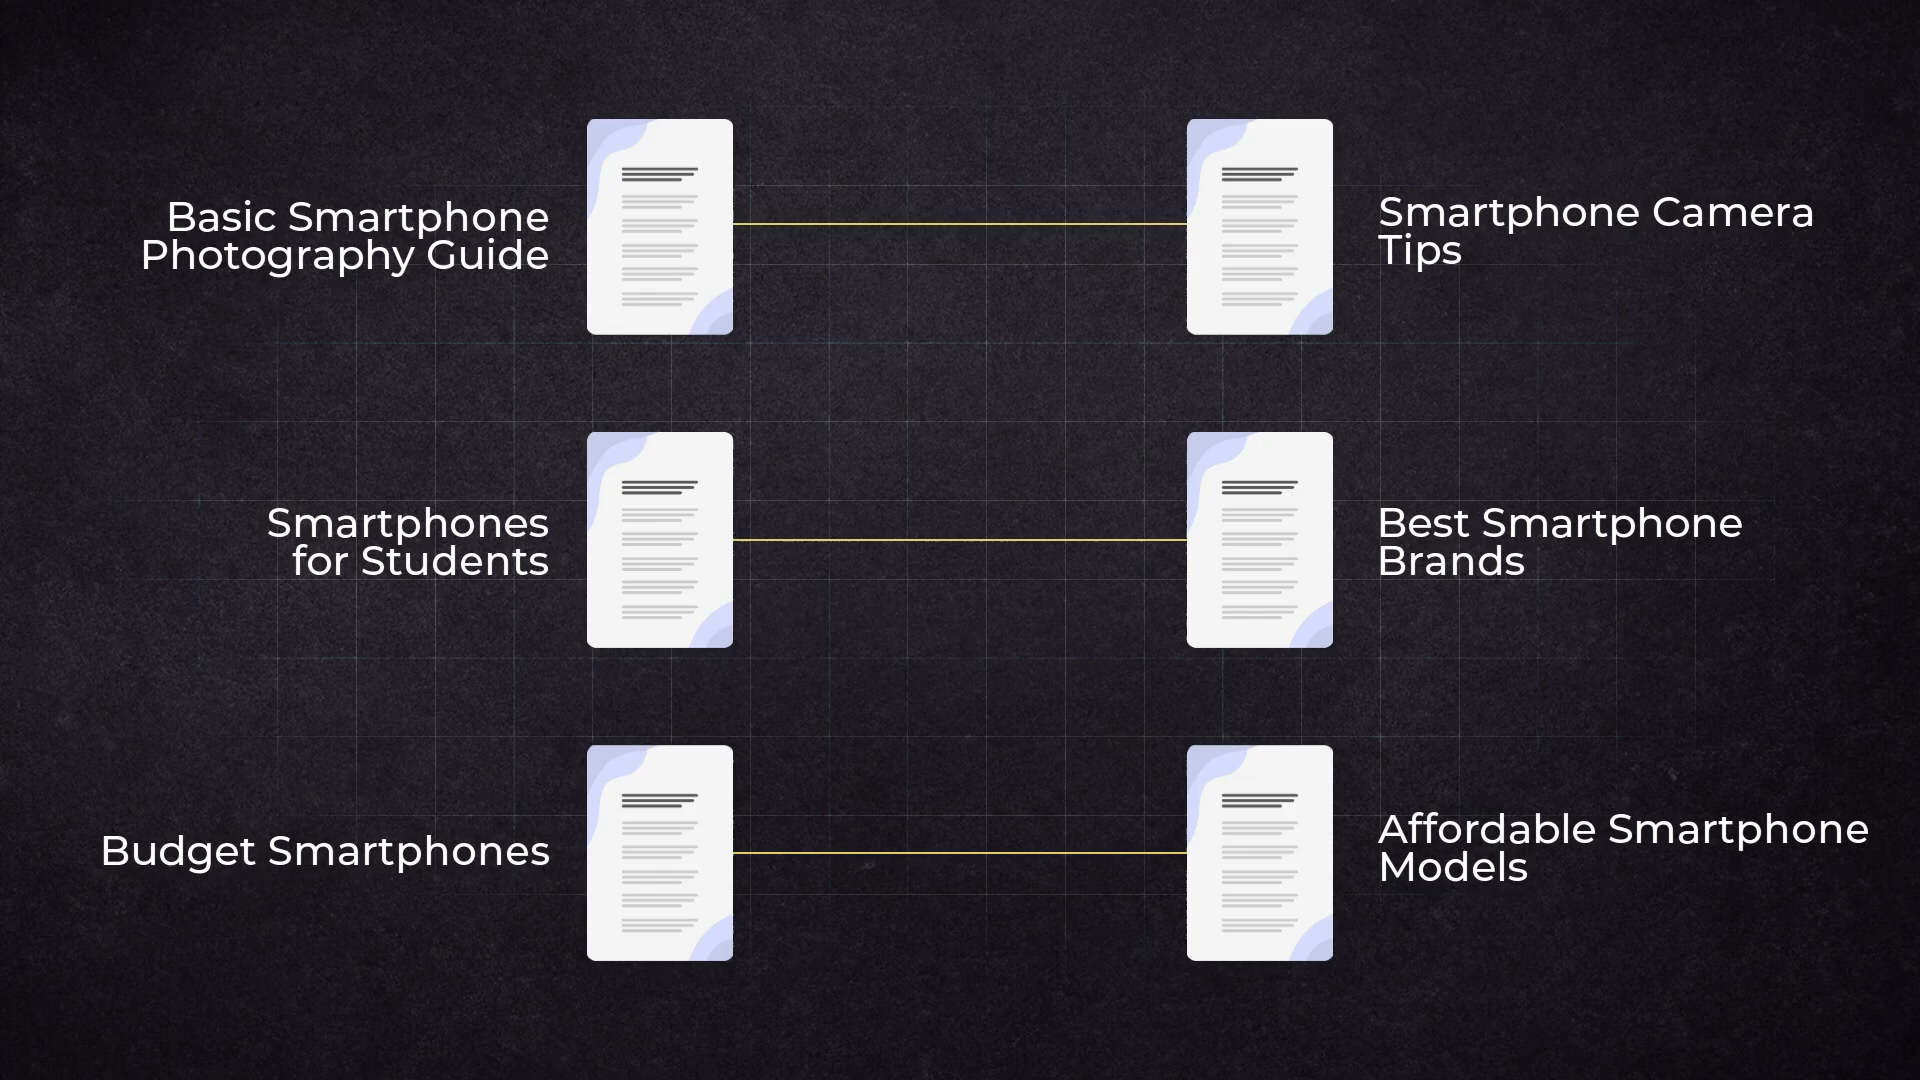 Basic Smartphone
Photography Guide
Smartphone Camera
Tips
Smartphones
for Students
Best Smartphone
Brands
Budget Smartphones
Affordable Smartphone
Models